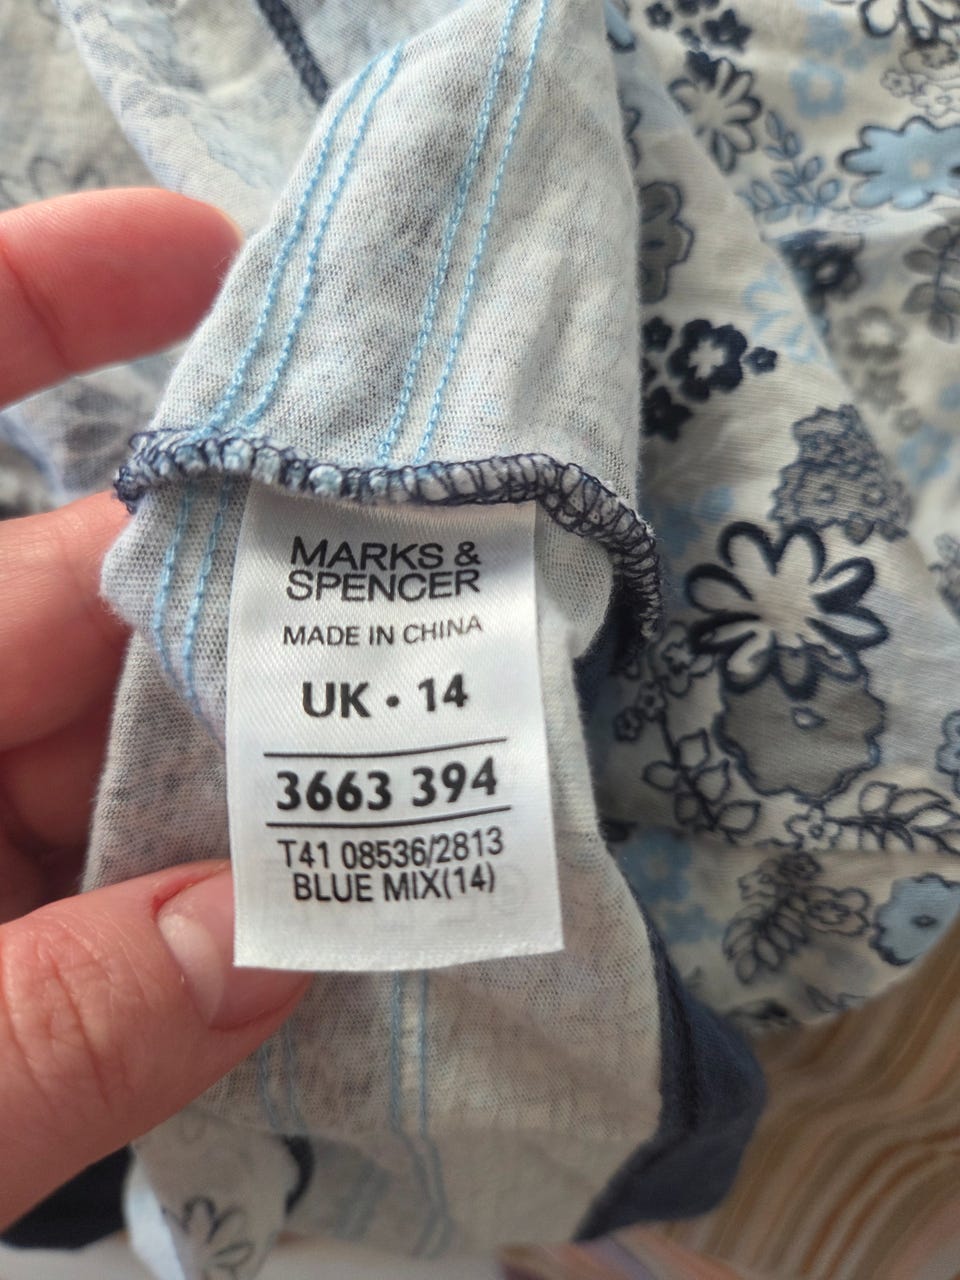 MARKS &
SPENCER
MADE IN CHINA
UK • 14
3663 394
T41 08536/2813
BLUE MIX(14)